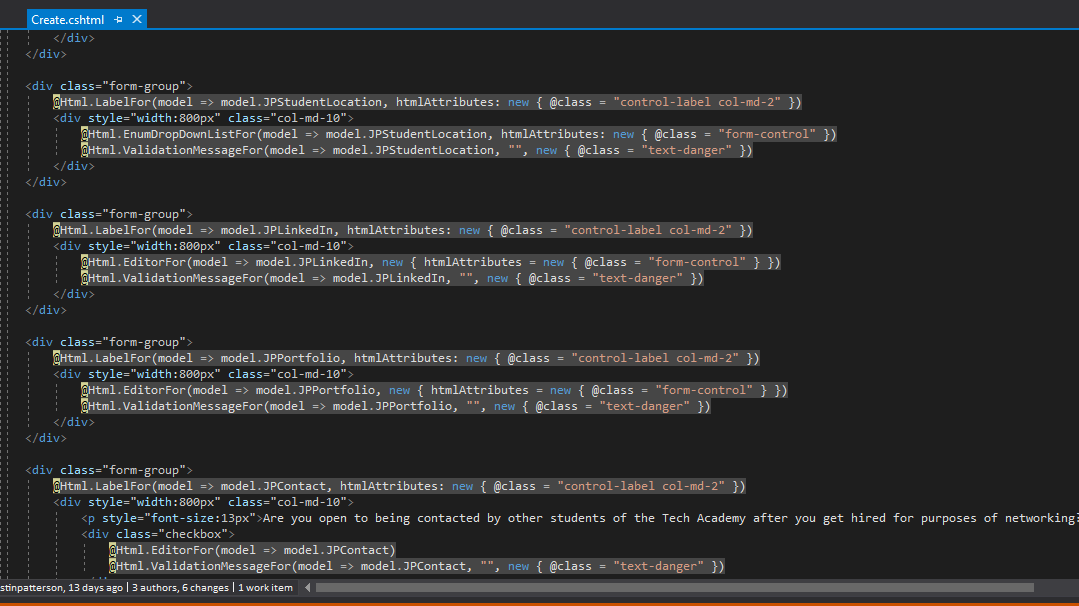 Create.cshtml
</div>
</div>
<div class="form-group">
@Html.LabelFor(model => model.JPStudentLocation, htmlAttributes: new { @class = "control-label col-md-2" })
<div style="width:800px" class="col-md-10">
@Html.EnumDropDownListFor(model => model.JPStudentLocation, htmlAttributes: new { @class = "form-control" })
@Html.ValidationMessageFor(model => model.JPStudentLocation, "", new { @class = "text-danger" })
</div>
</div>
<div class="form-group">
@Html.LabelFor(model => model.JPLinkedIn, htmlAttributes: new { @class = "control-label col-md-2" })
<div style="width:800px" class="col-md-10">
@Html.EditorFor(model => model.JPLinkedIn, new { htmlAttributes = new { @class = "form-control" } })
@Html.ValidationMessageFor(model => model.JPLinkedIn, "", new { @class = "text-danger" })
</div>
</div>
<div class="form-group">
@Html.LabelFor(model => model.JPPortfolio, htmlAttributes: new { @class = "control-label col-md-2" })
<div style="width:800px" class="col-md-10">
@Html.EditorFor(model => model.JPPortfolio, new { htmlAttributes = new { @class = "form-control" } })
@Html.ValidationMessageFor(model => model.JPPortfolio, "", new { @class = "text-danger" })
</div>
</div>
<div class="form-group">
@Html.LabelFor(model => model.JPContact, htmlAttributes: new { @class = "control-label col-md-2" })
<div style="width:800px" class="col-md-10">
<p style="font-size:13px">Are you open to being contacted by other students of the Tech Academy after you get hired for purposes of networking?
<div class="checkbox">
@Html.EditorFor(model => model.JPContact)
@Html.ValidationMessageFor(model => model.JPContact, "", new { @class = "text-danger" })
stinpatterson, 13 days ago | 3 authors, 6 changes | 1 work item